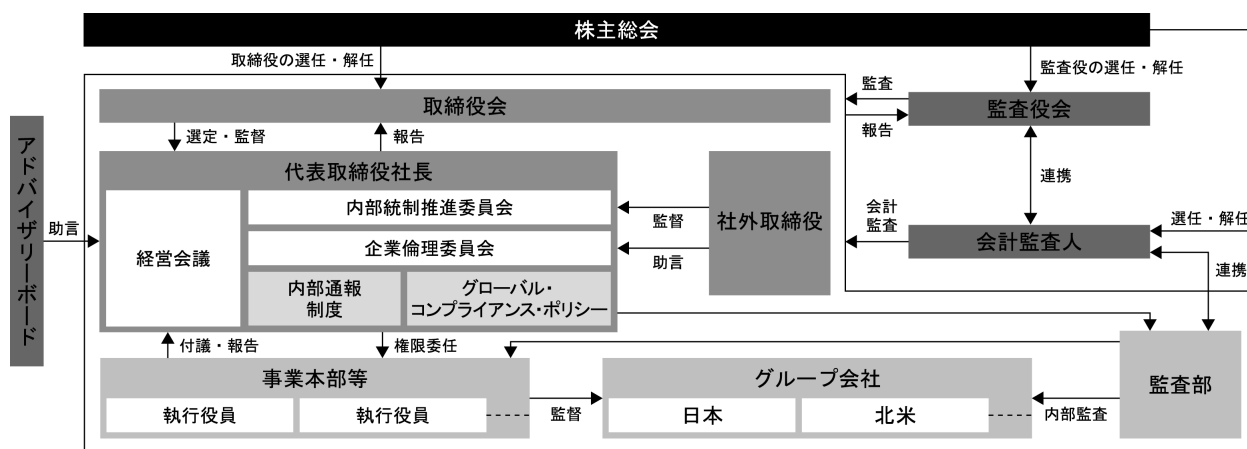 株主総会
取締役の選任・解任
監査役の選任・解任
監査
取締役会
監査役会
報告
選定・監督
報告
アドバイザリーボード
助言
代表取締役社長
経営会議
内部統制推進委員会
企業倫理委員会
内部通報
制度
グローバル・
コンプライアンス・ポリシー
社外取締役
監督
助言
連携
会計
監査
会計監査人
選任・解任
連携
付議・報告
権限委任
事業本部等
執行役員
執行役員
監督
グループ会社
日本
北米
内部監査
監査部